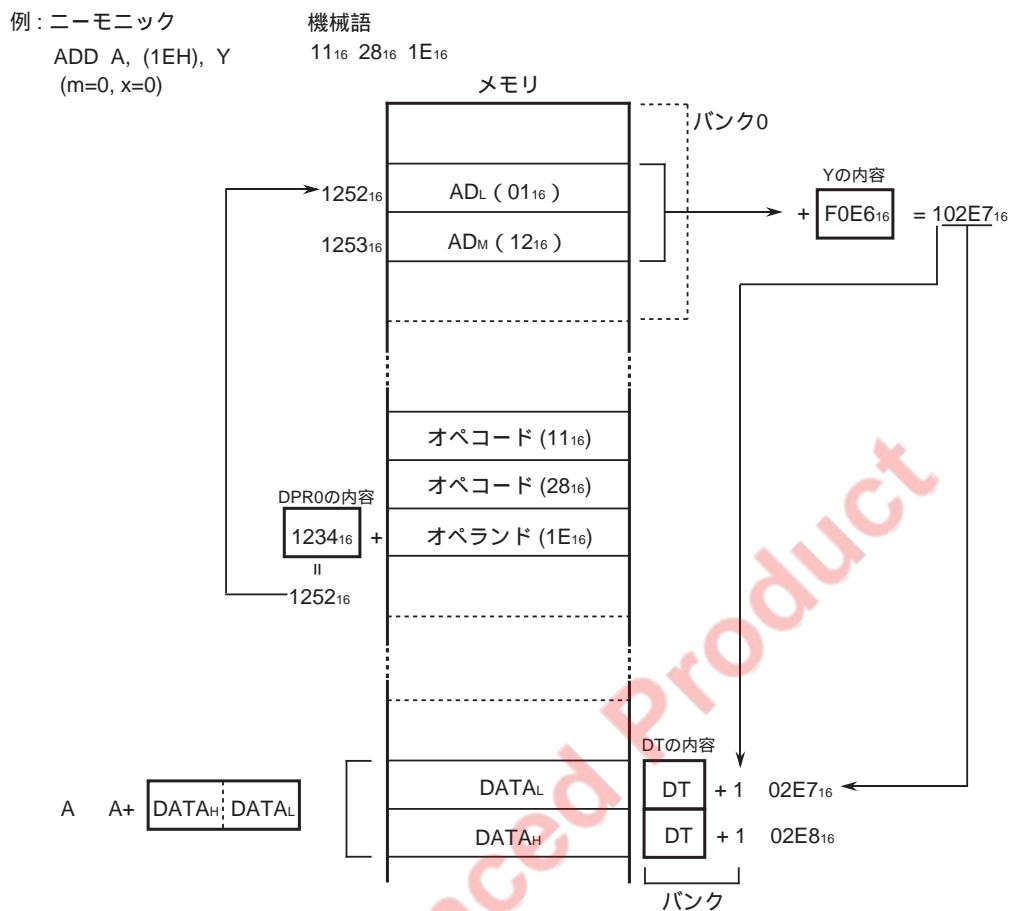 例 : ニーモニック
機械語
ADD A, (1EH), Y
11₁₆ 28₁₆ 1E₁₆
(m=0, x=0)
メモリ
バンク0
Yの内容
1252₁₆
ADL ( 01₁₆ )
+ F0E6₁₆ = 102E7₁₆
1253₁₆
ADM ( 12₁₆ )
オペコード (11₁₆)
オペコード (28₁₆)
DPR0の内容
1234₁₆ + オペランド (1E₁₆)
=
1252₁₆
DTの内容
DATAL
DT + 1 02E7₁₆
A A+ DATAH DATAL
DATAH
DT + 1 02E8₁₆
バンク
nced Product